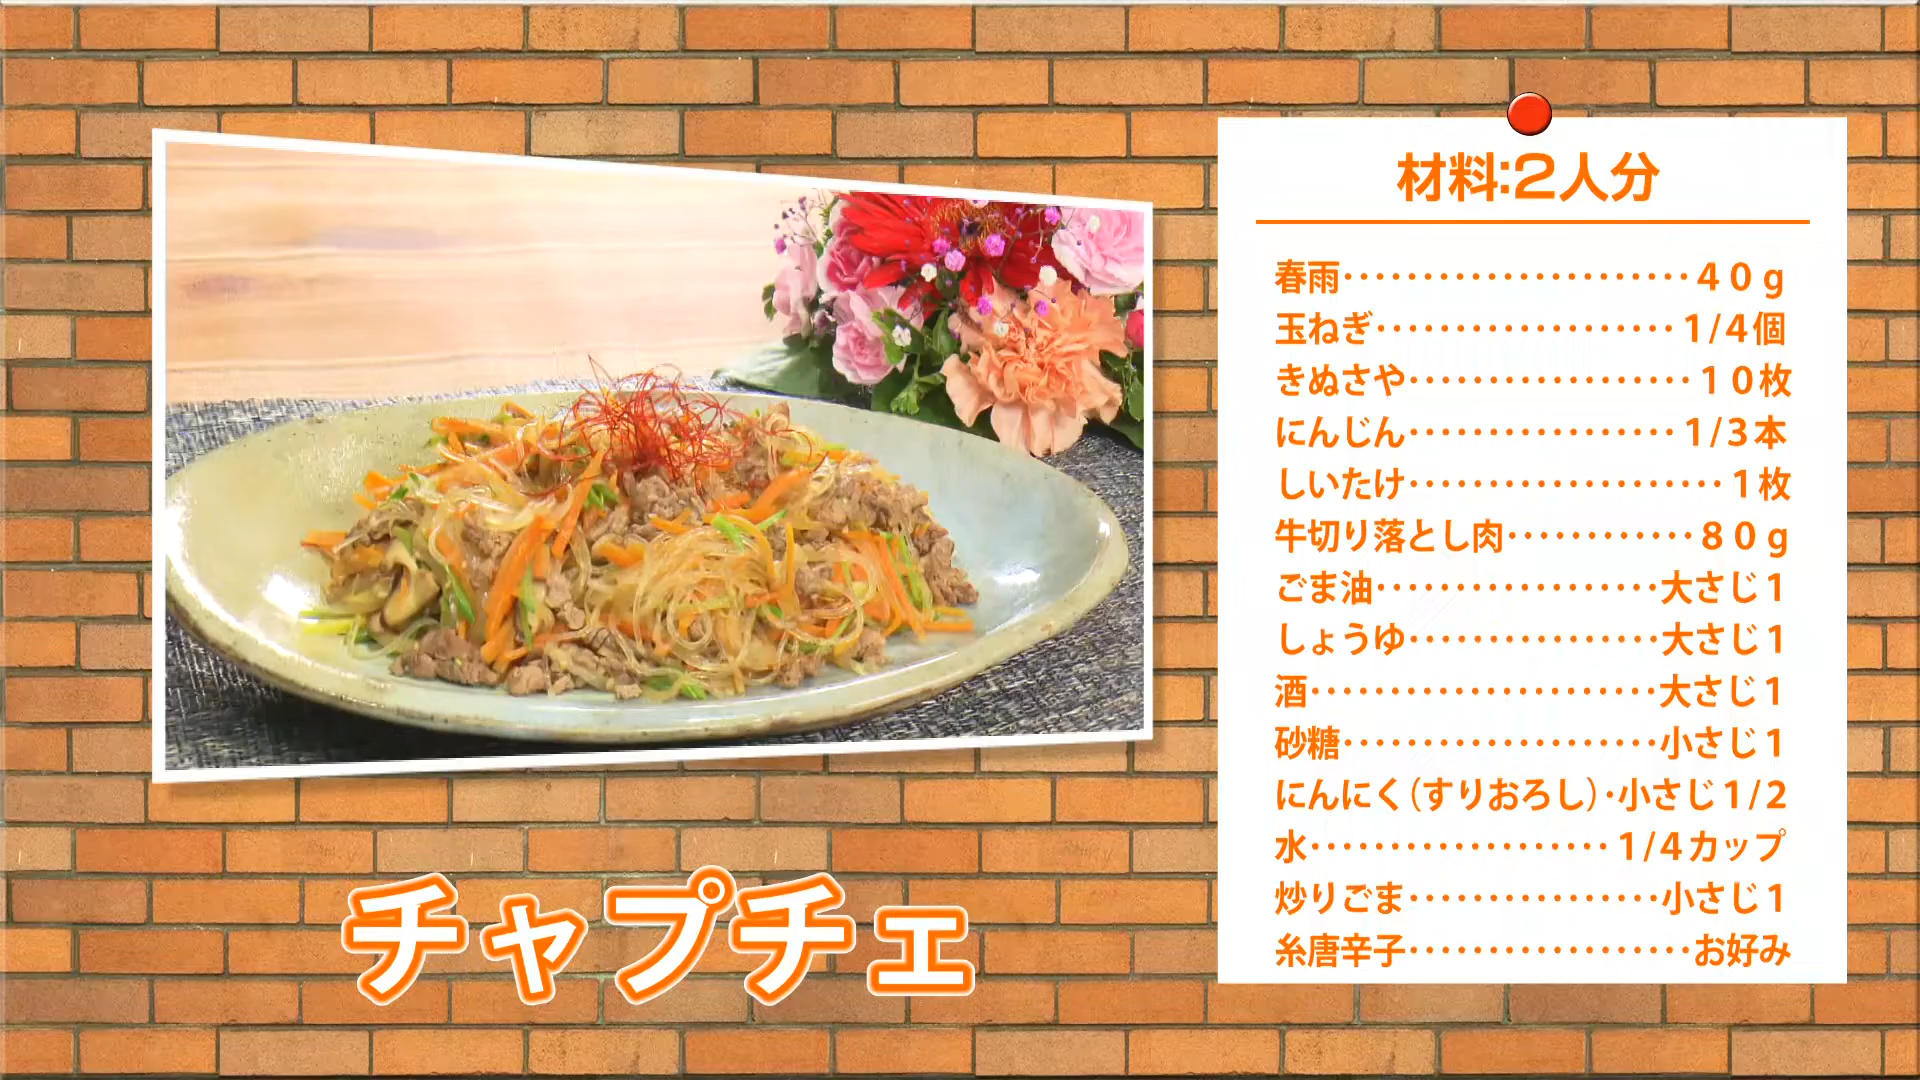 材料:2人分
春雨······················40g
玉ねぎ···················1/4個
きぬさや··················10枚
にんじん·················1/3本
しいたけ····················1枚
牛切り落とし肉············80g
ごま油··················大さじ1
しょうゆ················大さじ1
酒······················大さじ1
砂糖····················小さじ1
にんにく(すりおろし)·小さじ1/2
水···················1/4カップ
炒りごま················小さじ1
糸唐辛子··················お好み
チャプチェ